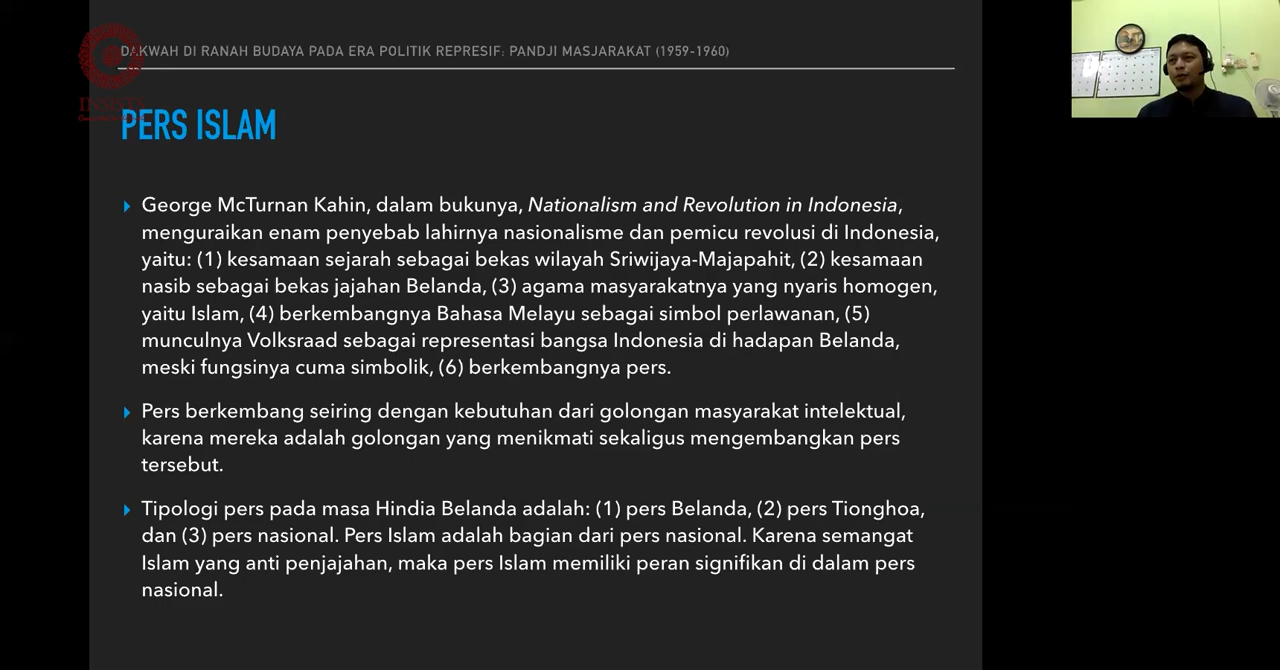 DAKWAH DI RANAH BUDAYA PADA ERA POLITIK REPRESIF: PANDJI MASJARAKAT (1959-1960)
INSISTS
PERS ISLAM
George McTurnan Kahin, dalam bukunya, Nationalism and Revolution in Indonesia,
menguraikan enam penyebab lahirnya nasionalisme dan pemicu revolusi di Indonesia,
yaitu: (1) kesamaan sejarah sebagai bekas wilayah Sriwijaya-Majapahit, (2) kesamaan
nasib sebagai bekas jajahan Belanda, (3) agama masyarakatnya yang nyaris homogen,
yaitu Islam, (4) berkembangnya Bahasa Melayu sebagai simbol perlawanan, (5)
munculnya Volksraad sebagai representasi bangsa Indonesia di hadapan Belanda,
meski fungsinya cuma simbolik, (6) berkembangnya pers.
Pers berkembang seiring dengan kebutuhan dari golongan masyarakat intelektual,
karena mereka adalah golongan yang menikmati sekaligus mengembangkan pers
tersebut.
Tipologi pers pada masa Hindia Belanda adalah: (1) pers Belanda, (2) pers Tionghoa,
dan (3) pers nasional. Pers Islam adalah bagian dari pers nasional. Karena semangat
Islam yang anti penjajahan, maka pers Islam memiliki peran signifikan di dalam pers
nasional.